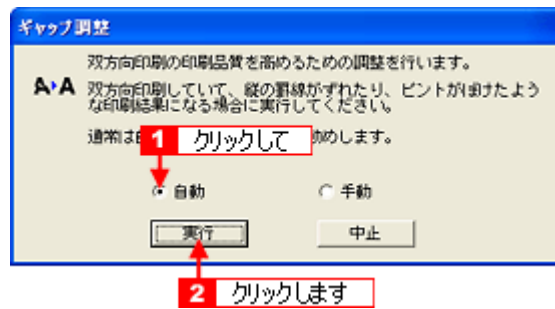 ギャップ調整
双方向印刷の印刷品質を高めるための調整を行います。
A A 双方向印刷していて、縦の罫線がずれたり、ピントがぼけたよう
な印刷結果になる場合に実行してください。
通常は 1 クリックして 勧めします。
自動 手動
実行 中止
2 クリックします